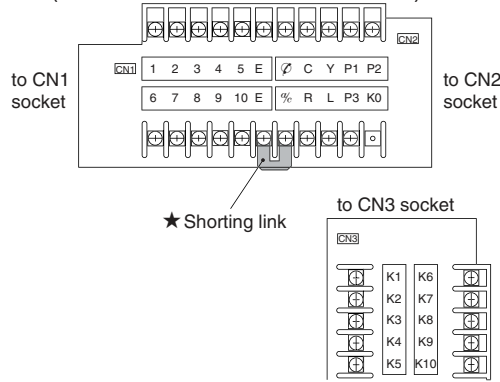 CN2
CN1 1 2 3 4 5 E C Y P1 P2
to CN1 socket
6 7 8 9 10 E a/c R L P3 K0
to CN2 socket
★ Shorting link
to CN3 socket
CN3
K1 K6
K2 K7
K3 K8
K4 K9
K5 K10